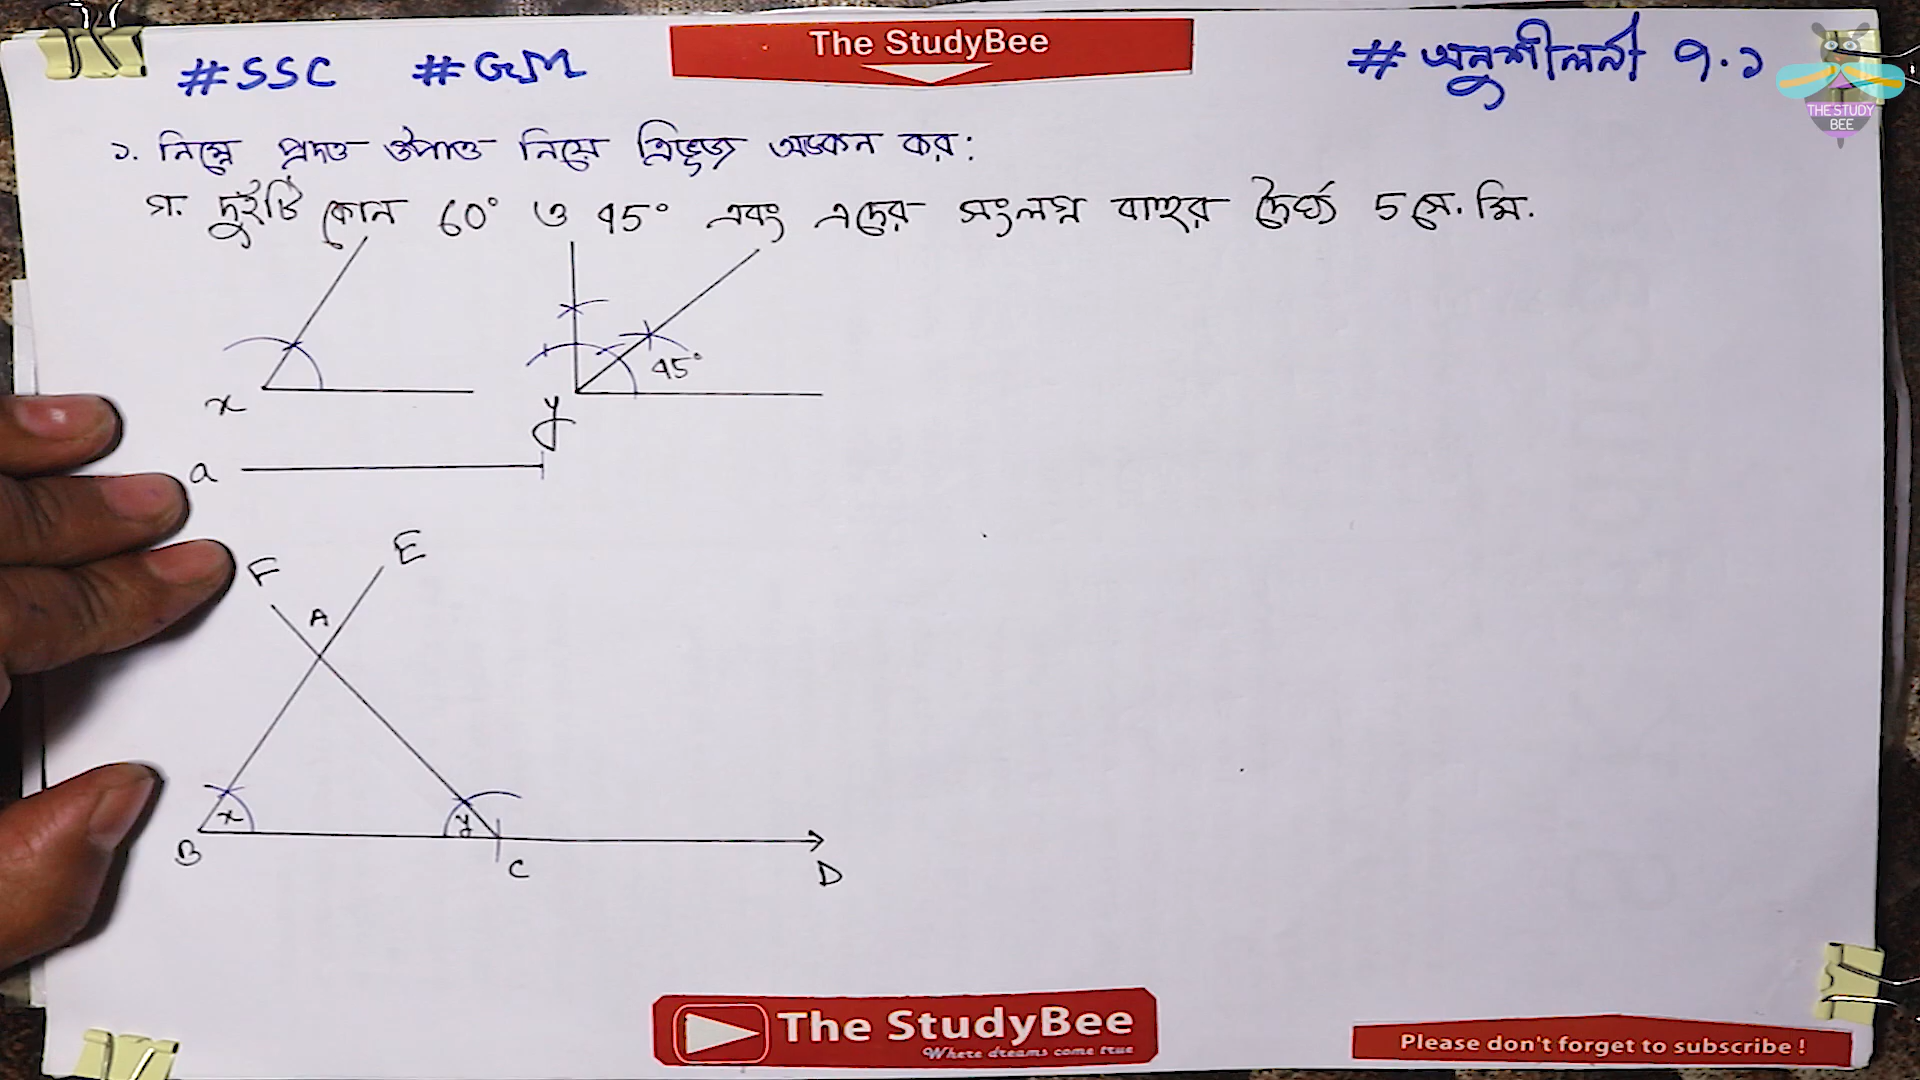 The StudyBee
#SSC #GM
#অনুশীলনী ৭.১
THE STUDY
BEE
১. নিম্নে প্রদত্ত উপাত্ত নিয়ে ত্রিভুজ অঙ্কন কর:
গ. দুইটি কোন 60° ও 45° এবং এদের সংলগ্ন বাহুর দৈর্ঘ্য 5 সে. মি.
45°
x
y
a
F E
A
x y
B C D
The StudyBee
Where dreams come true
Please don't forget to subscribe !